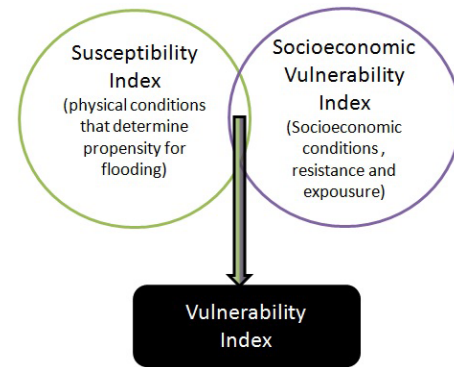 Susceptibility
Index
(physical conditions
that determine
propensity for
flooding)
Socioeconomic
Vulnerability
Index
(Socioeconomic
conditions ,
resistance and
expousure)
Vulnerability
Index